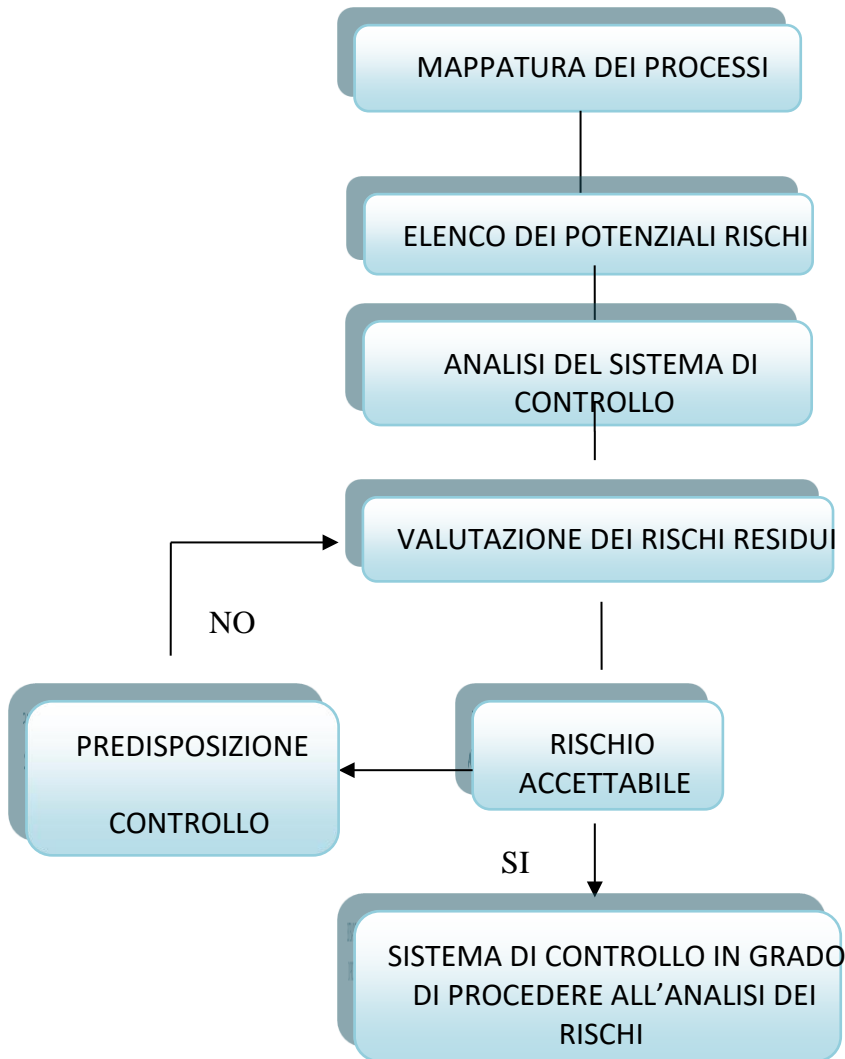 MAPPATURA DEI PROCESSI
ELENCO DEI POTENZIALI RISCHI
ANALISI DEL SISTEMA DI
CONTROLLO
VALUTAZIONE DEI RISCHI RESIDUI
NO
PREDISPOSIZIONE
CONTROLLO
RISCHIO
ACCETTABILE
SI
SISTEMA DI CONTROLLO IN GRADO
DI PROCEDERE ALL’ANALISI DEI
RISCHI